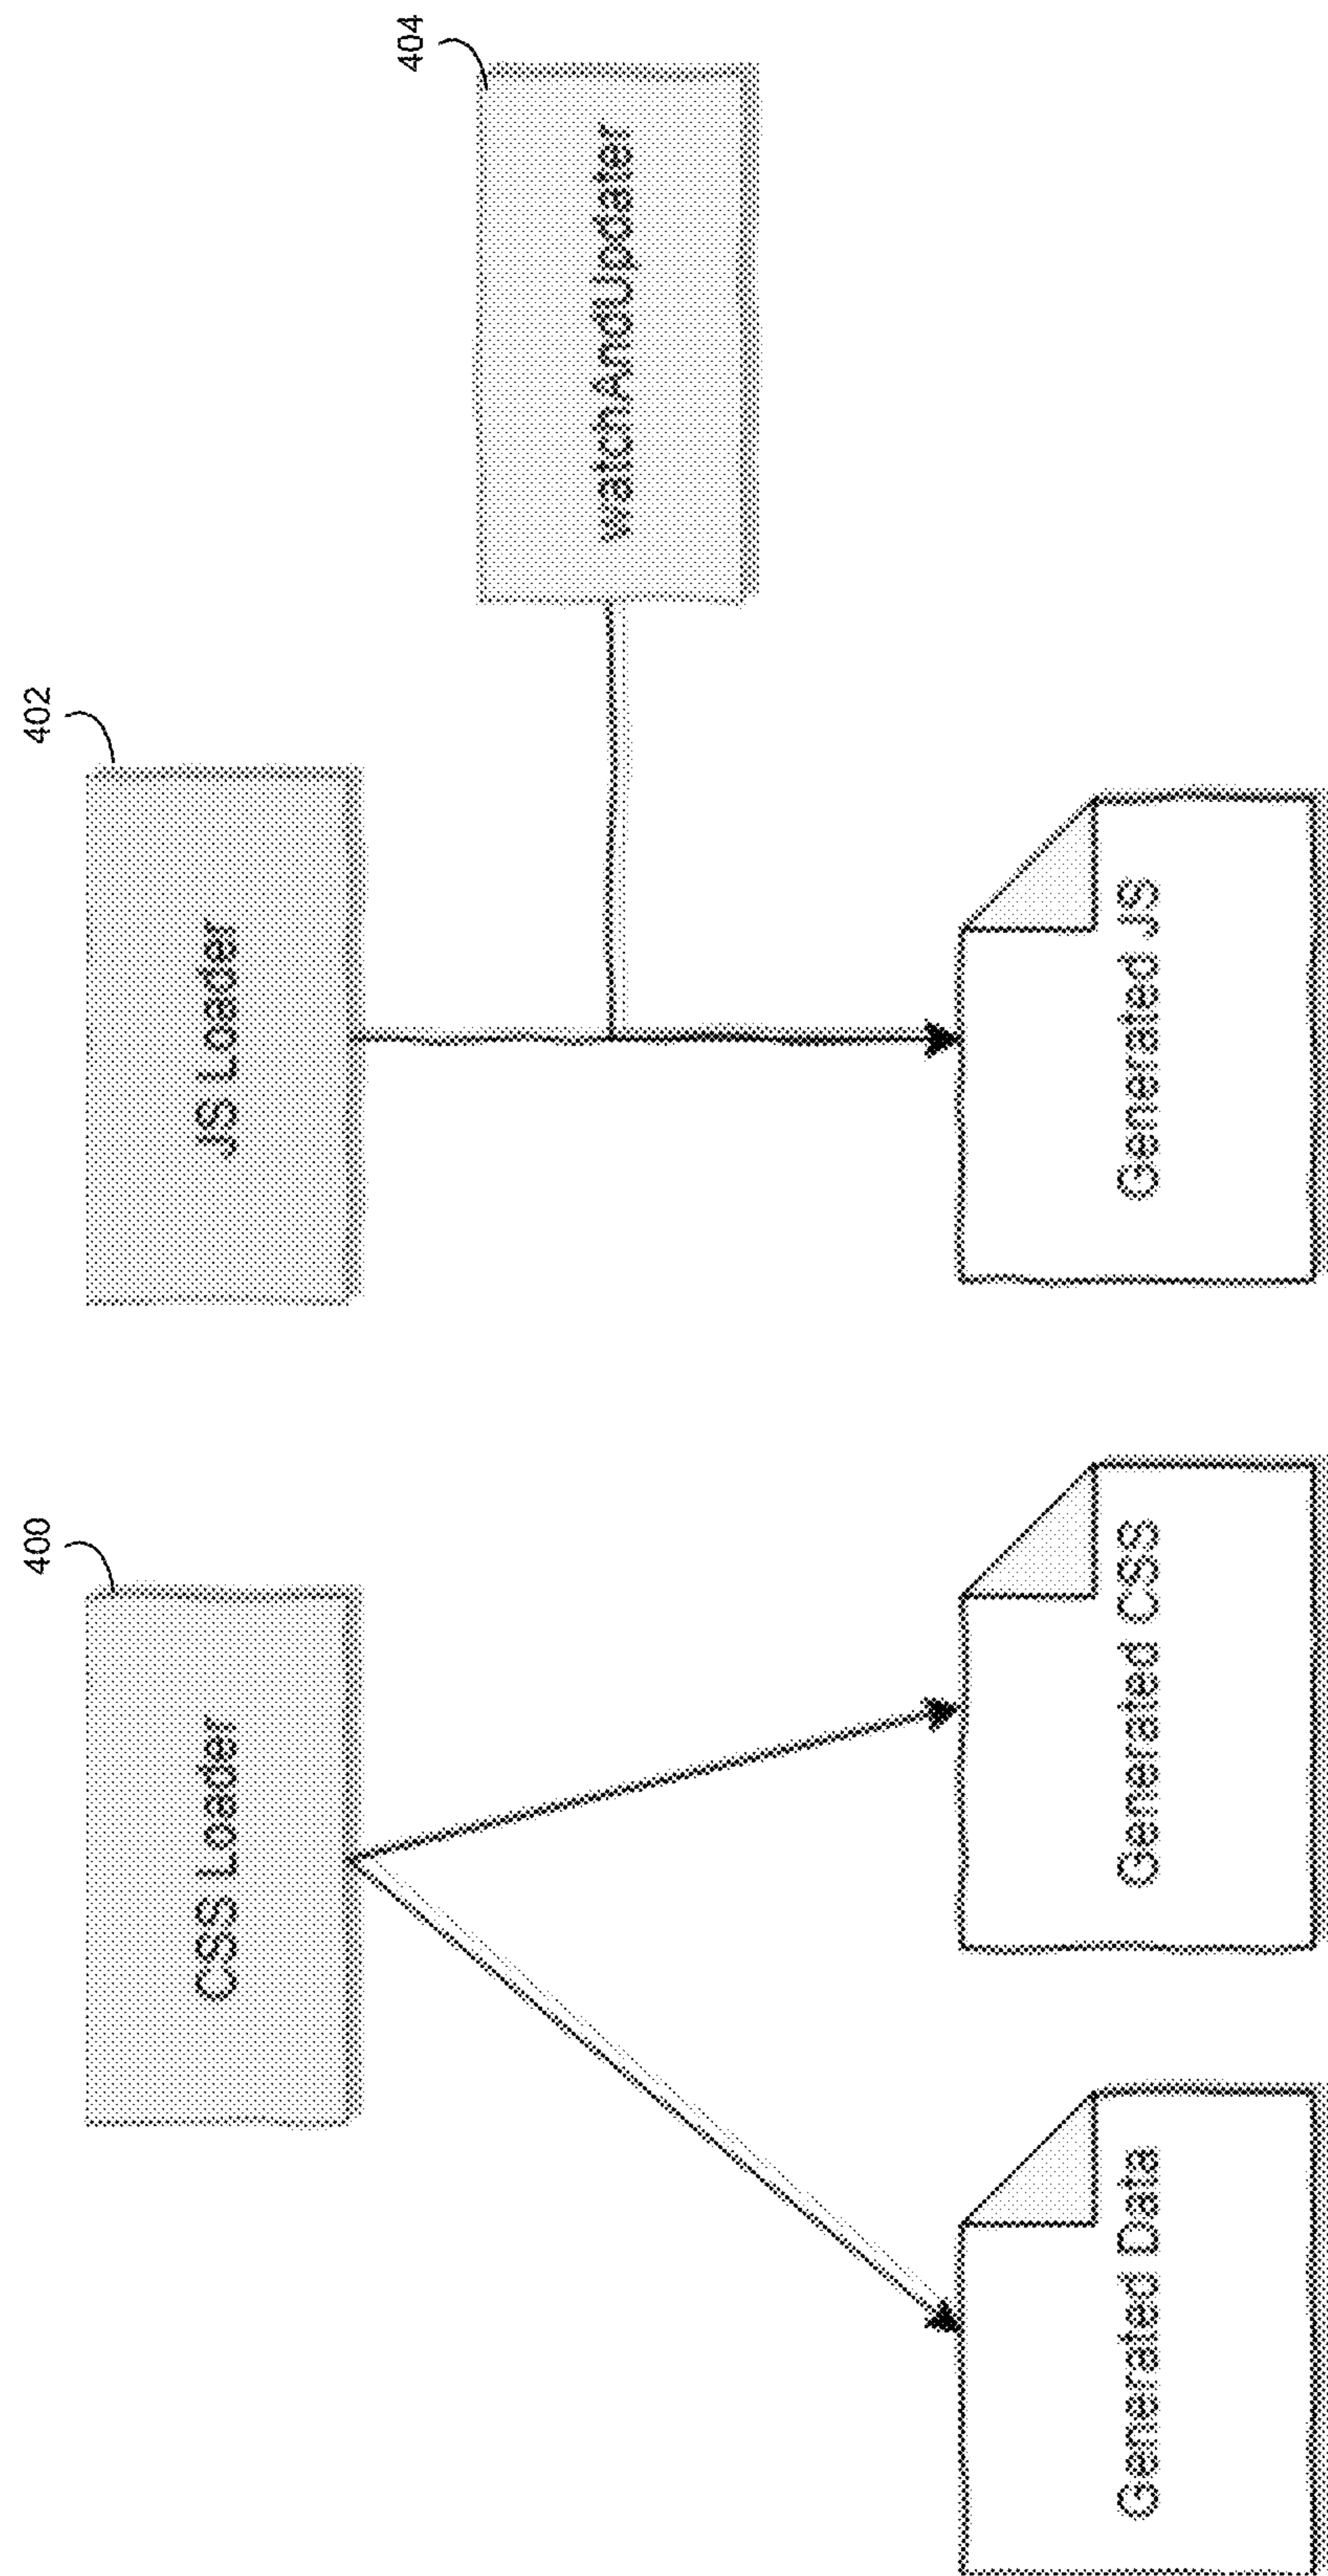 400
CSS Loader
402
JS Loader
404
watchAndUpdater
Generated Data
Generated CSS
Generated JS